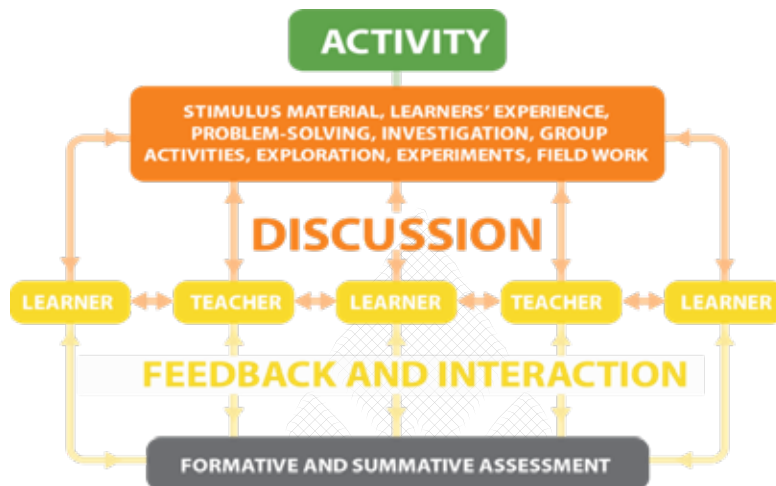 ACTIVITY
STIMULUS MATERIAL, LEARNERS' EXPERIENCE,
PROBLEM-SOLVING, INVESTIGATION, GROUP
ACTIVITIES, EXPLORATION, EXPERIMENTS, FIELD WORK
DISCUSSION
LEARNER
TEACHER
LEARNER
TEACHER
LEARNER
FEEDBACK AND INTERACTION
FORMATIVE AND SUMMATIVE ASSESSMENT